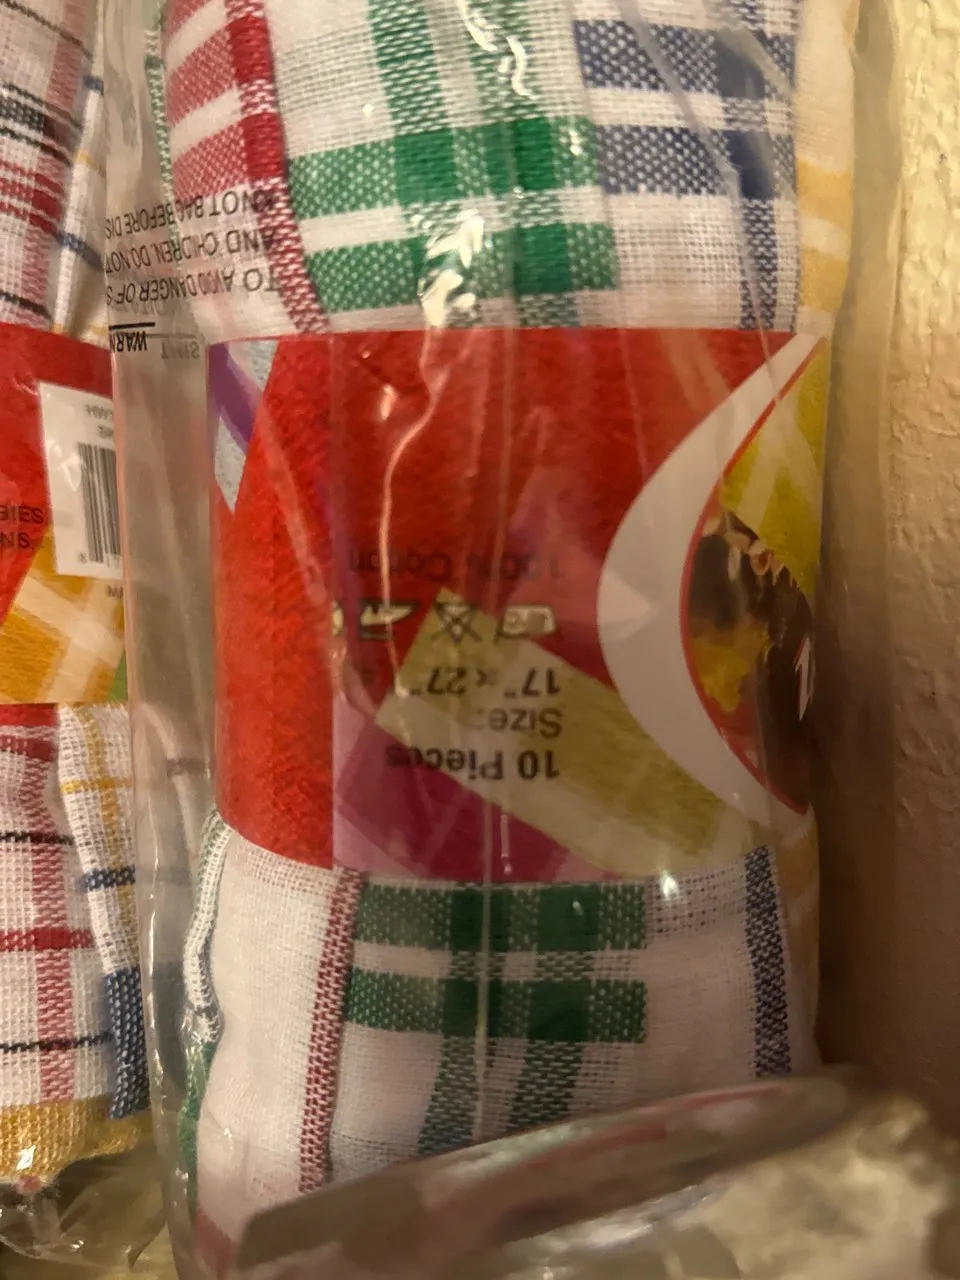 10 Pieces
Size:
17" x 27"
100% Cotton
WARN
TO AVOID DANGER OF S
AND CHILDREN. DO NOT
KNOT BAG BEFORE DIS
BIES
NS.